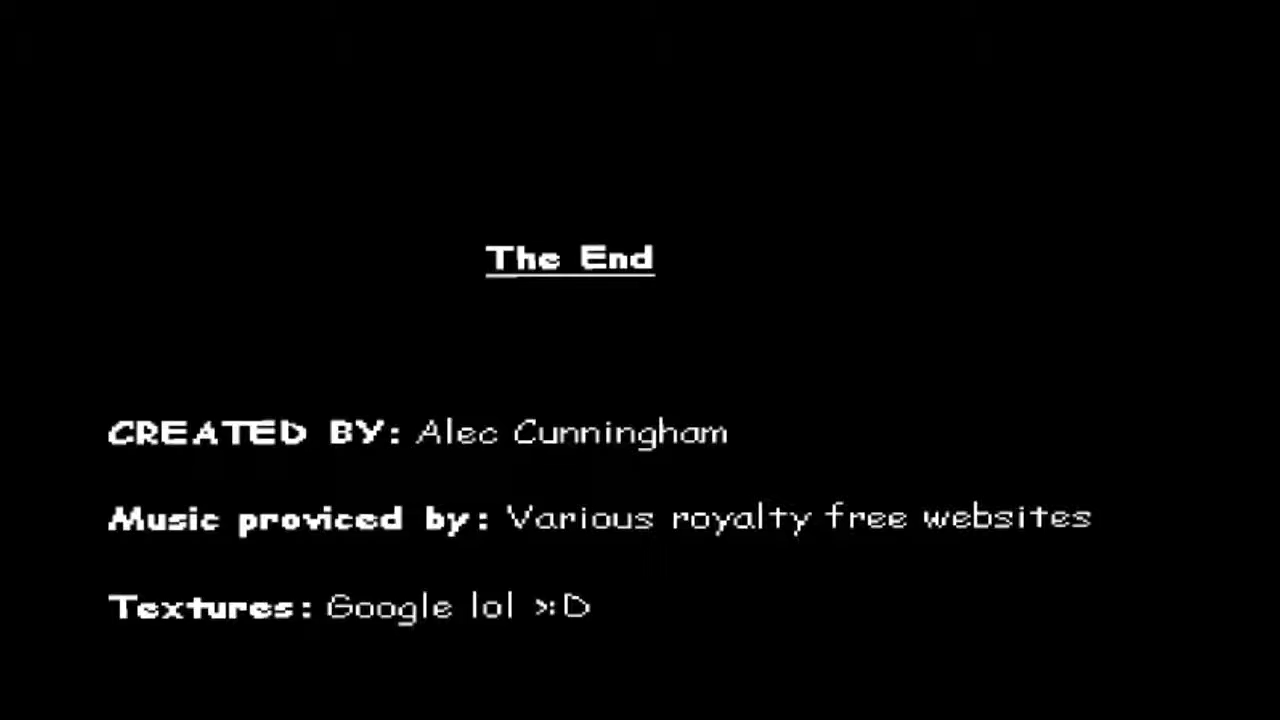 The End
CREATED BY: Alec Cunningham
Music proviced by: Various royalty free websites
Textures: Google lol >:D